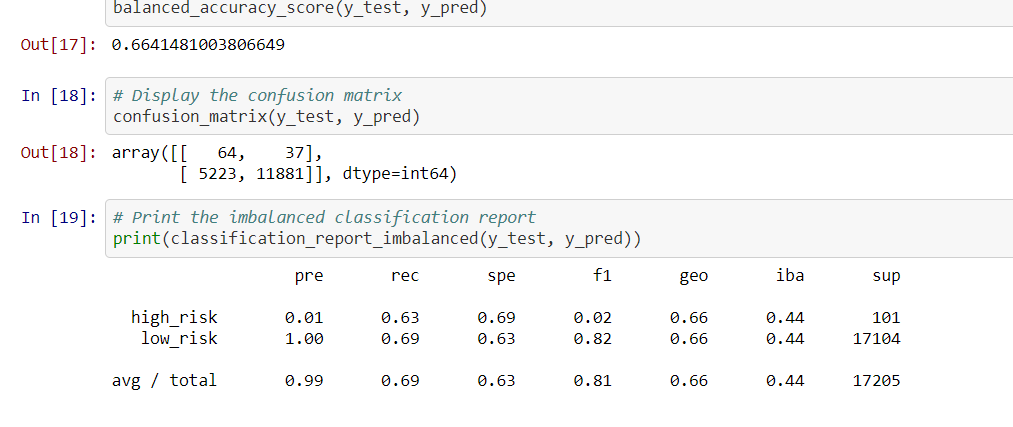 balanced_accuracy_score(y_test, y_pred)
Out[17]: 0.6641481003806649
In [18]: # Display the confusion matrix
confusion_matrix(y_test, y_pred)
Out[18]: array([[   64,    37],
       [ 5223, 11881]], dtype=int64)
In [19]: # Print the imbalanced classification report
print(classification_report_imbalanced(y_test, y_pred))
pre rec spe f1 geo iba sup
high_risk 0.01 0.63 0.69 0.02 0.66 0.44 101
low_risk 1.00 0.69 0.63 0.82 0.66 0.44 17104
avg / total 0.99 0.69 0.63 0.81 0.66 0.44 17205